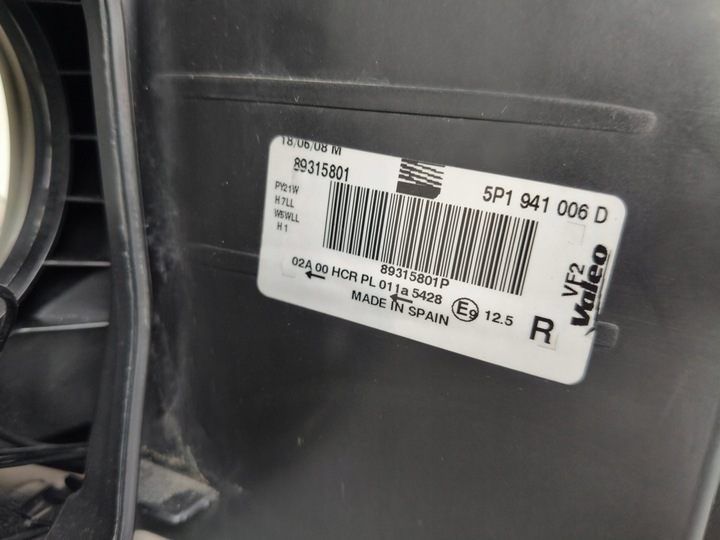 18/06/08 M
89315801
5P1 941 006 D
PY21W
H7LL
W5WLL
H1
89315801P
02A 00 HCR PL 011a 5428
E9 12.5
MADE IN SPAIN
R
VF2
Valeo